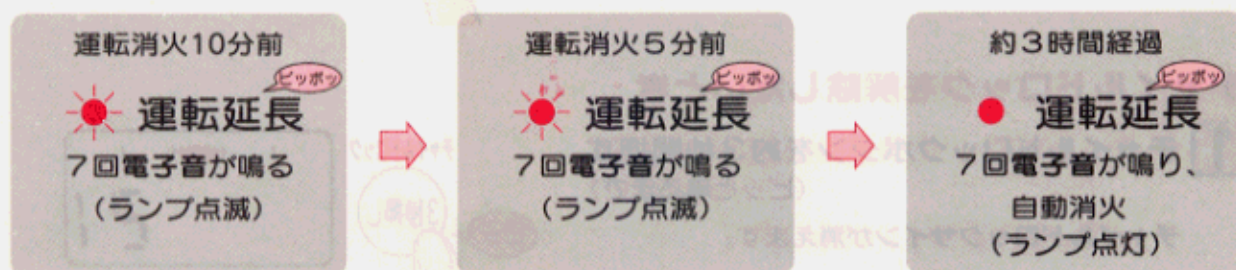 運転消火10分前
ピッポッ
運転延長
7回電子音が鳴る
(ランプ点滅)
運転消火5分前
ピッポッ
運転延長
7回電子音が鳴る
(ランプ点滅)
約3時間経過
ピッポッ
運転延長
7回電子音が鳴り、
自動消火
(ランプ点灯)